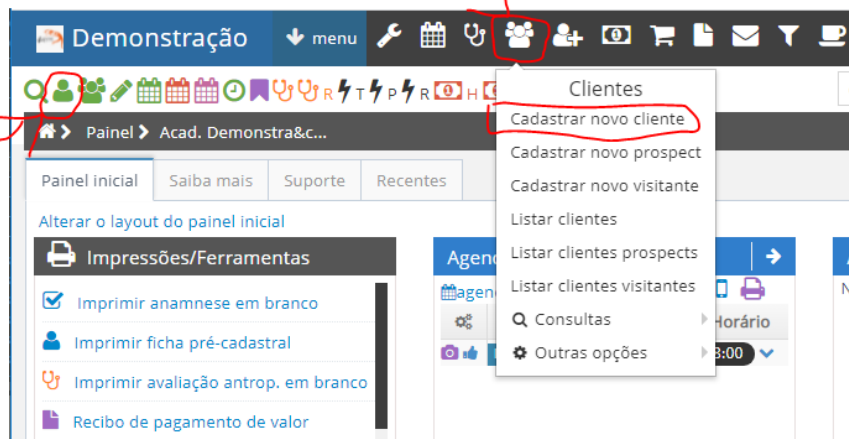 Demonstração menu
R T P R H
Painel Acad. Demonstra&c...
Painel inicial Saiba mais Suporte Recentes
Alterar o layout do painel inicial
Impressões/Ferramentas
Imprimir anamnese em branco
Imprimir ficha pré-cadastral
Imprimir avaliação antrop. em branco
Recibo de pagamento de valor
Clientes
Cadastrar novo cliente
Cadastrar novo prospect
Cadastrar novo visitante
Listar clientes
Listar clientes prospects
Listar clientes visitantes
Consultas
Outras opções
Agen
agen
Horário
8:00